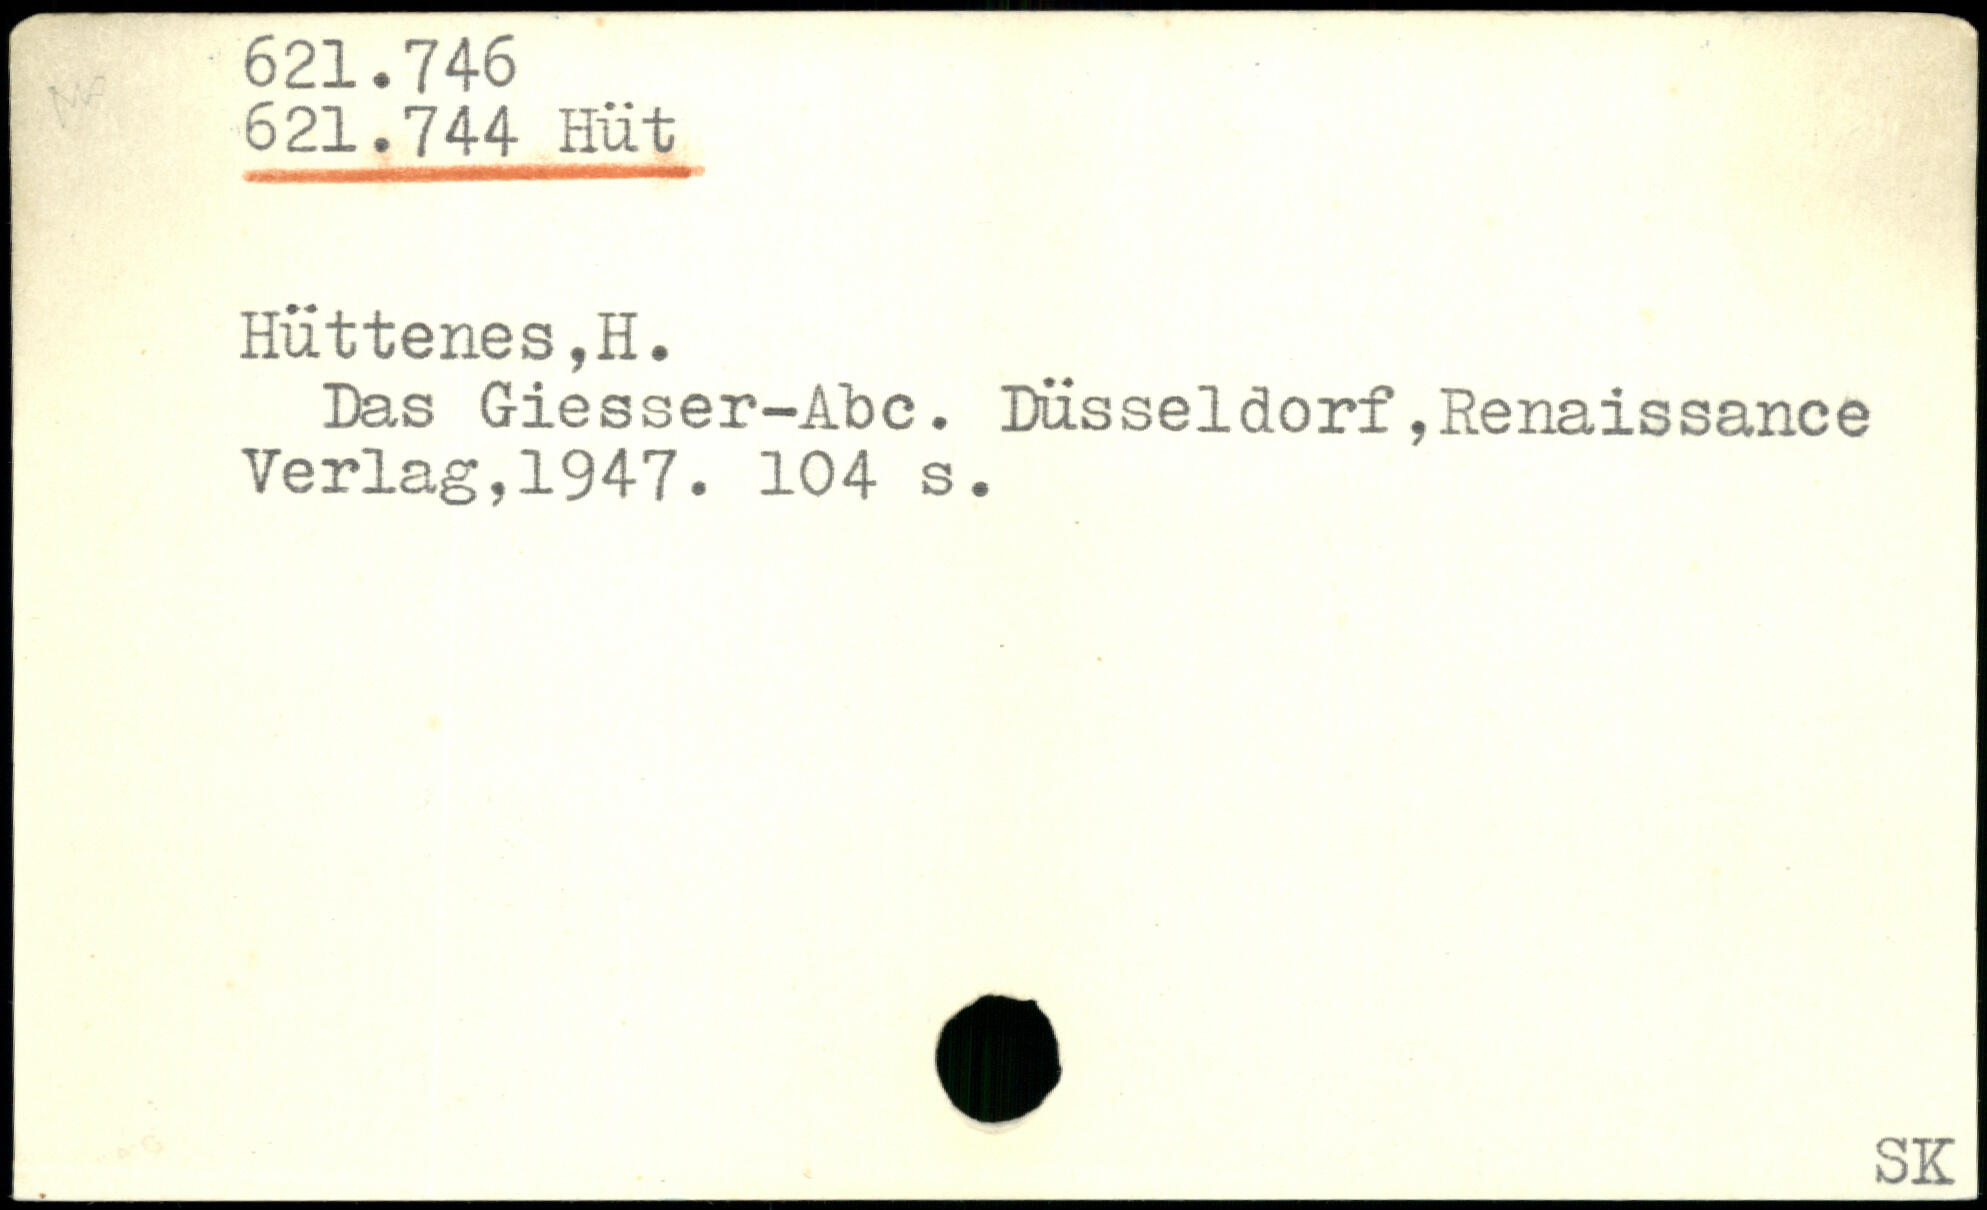 621.746
621.744 Hüt
Hüttenes,H.
Das Giesser-Abc. Düsseldorf,Renaissance
Verlag,1947. 104 s.
SK